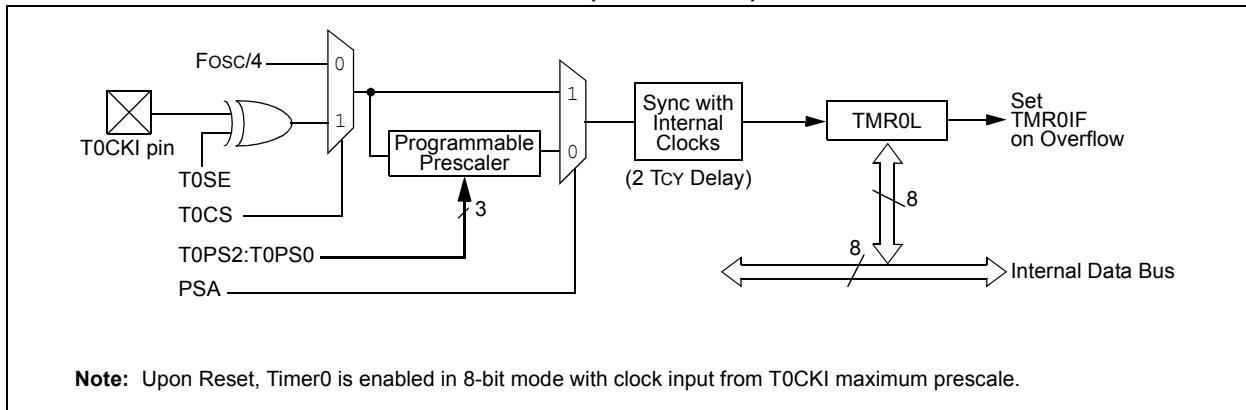 Fosc/4
0
1
T0CKI pin
T0SE
T0CS
Programmable
Prescaler
3
T0PS2:T0PS0
PSA
1
0
Sync with
Internal
Clocks
(2 TCY Delay)
TMR0L
Set
TMR0IF
on Overflow
8
8
Internal Data Bus
Note: Upon Reset, Timer0 is enabled in 8-bit mode with clock input from T0CKI maximum prescale.